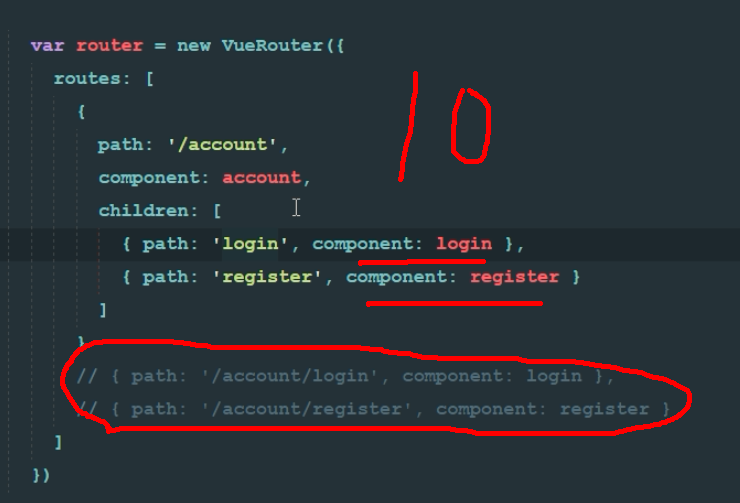 var router = new VueRouter({
routes: [
{
path: '/account',
component: account,
children: [
{ path: 'login', component: login },
{ path: 'register', component: register }
]
}
// { path: '/account/login', component: login },
// { path: '/account/register', component: register }
]
})
10